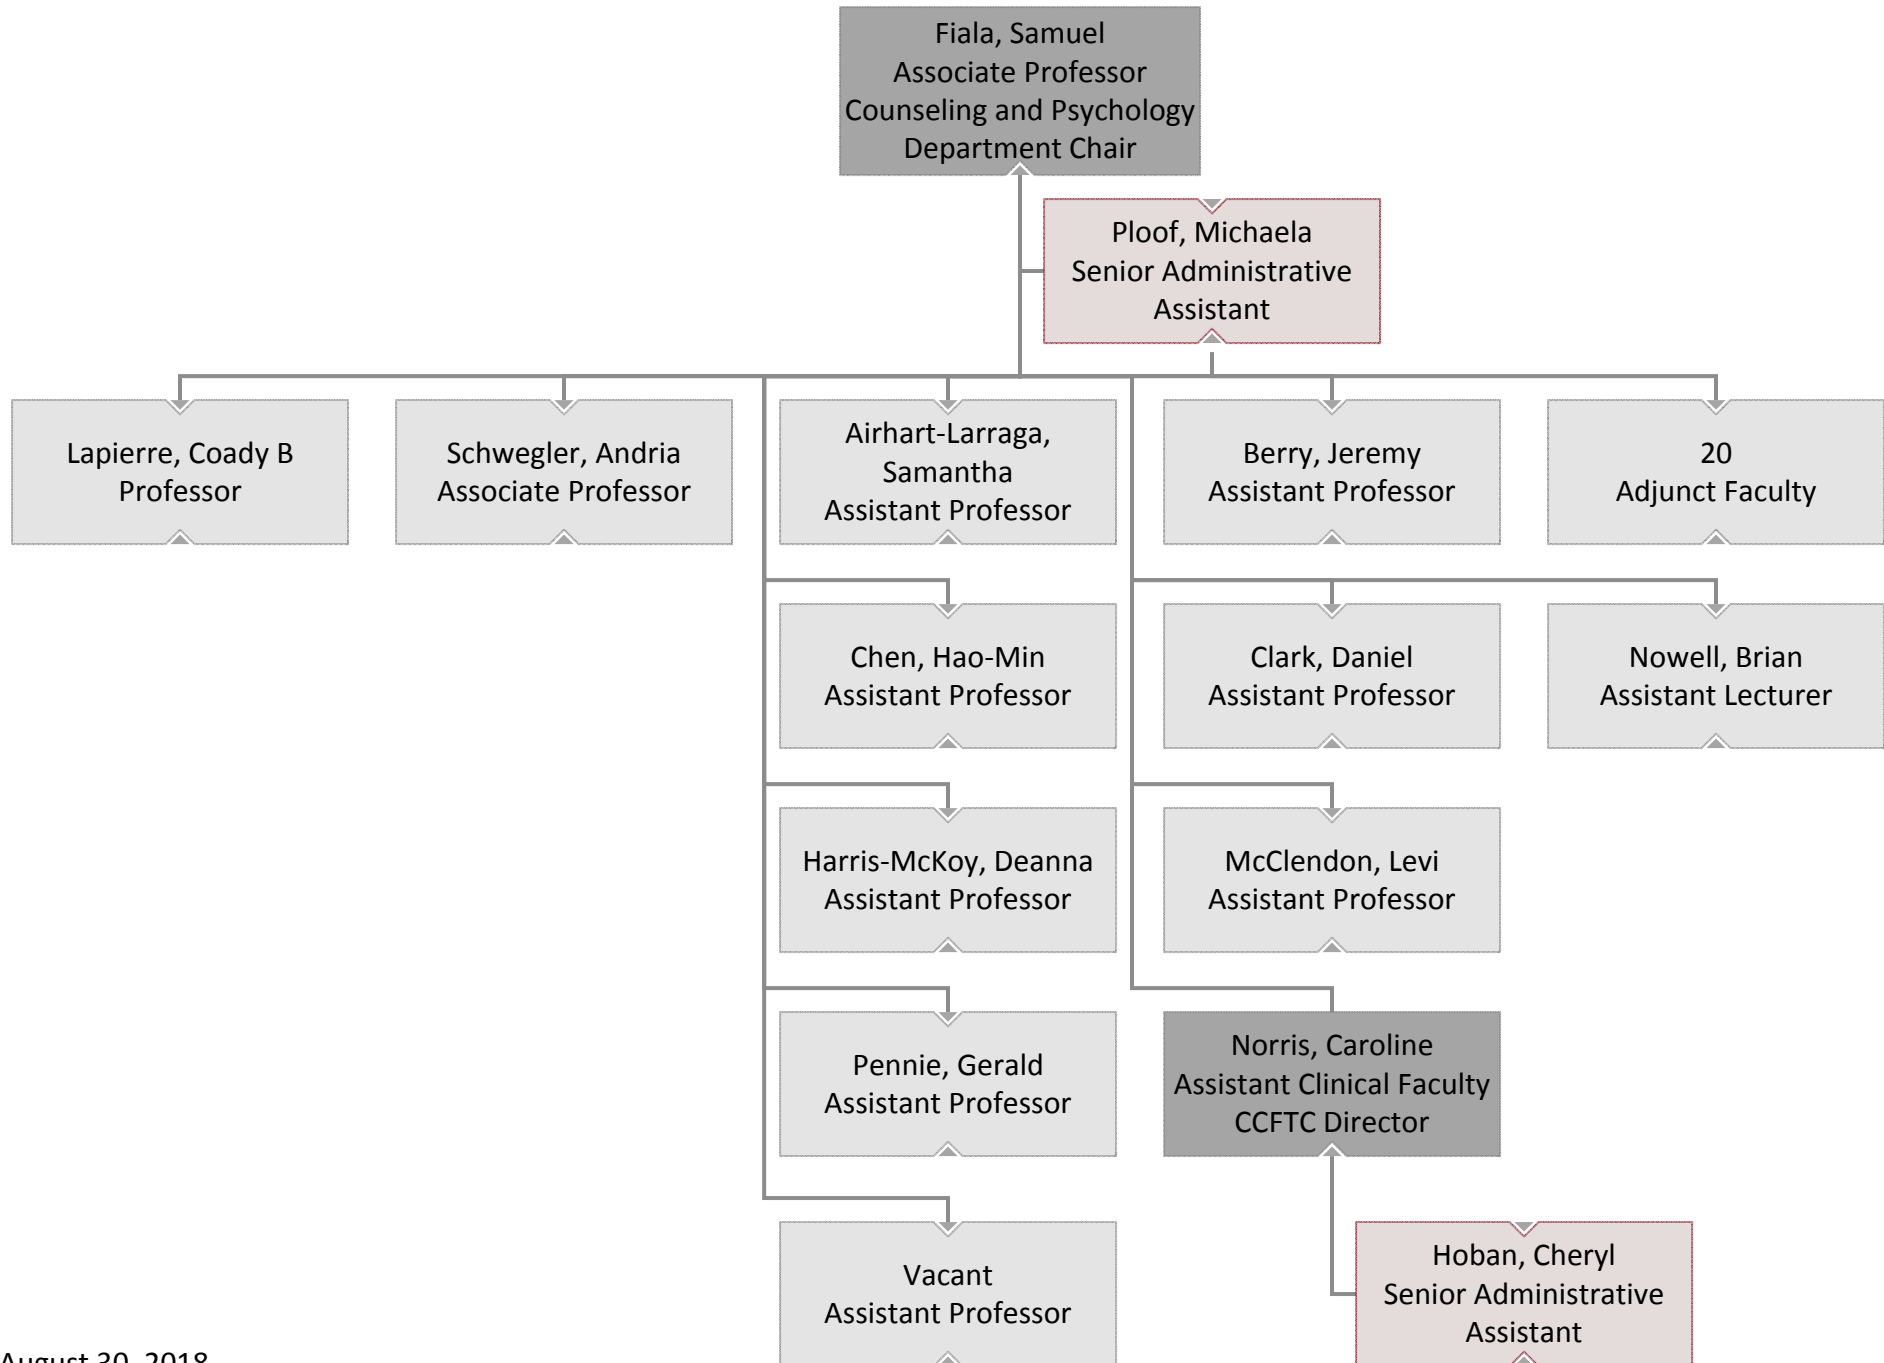 Fiala, Samuel
Associate Professor
Counseling and Psychology
Department Chair
Ploof, Michaela
Senior Administrative
Assistant
Lapierre, Coady B
Professor
Schwegler, Andria
Associate Professor
Airhart-Larraga,
Samantha
Assistant Professor
Berry, Jeremy
Assistant Professor
20
Adjunct Faculty
Chen, Hao-Min
Assistant Professor
Clark, Daniel
Assistant Professor
Nowell, Brian
Assistant Lecturer
Harris-McKoy, Deanna
Assistant Professor
McClendon, Levi
Assistant Professor
Pennie, Gerald
Assistant Professor
Norris, Caroline
Assistant Clinical Faculty
CCFTC Director
Vacant
Assistant Professor
Hoban, Cheryl
Senior Administrative
Assistant
August 30, 2018